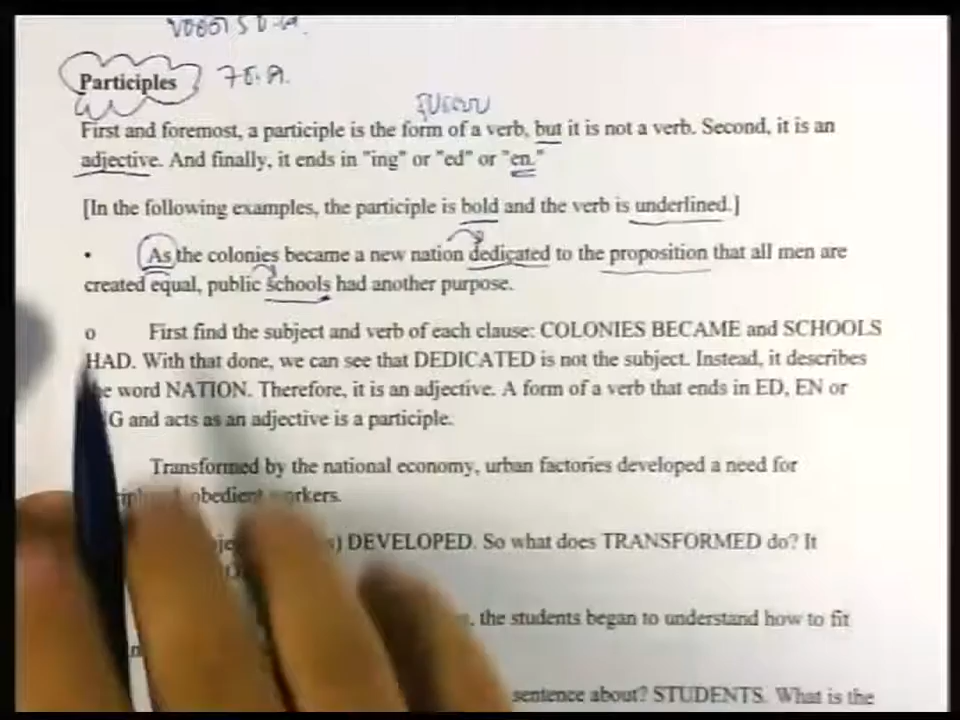 Participles
First and foremost, a participle is the form of a verb, but it is not a verb. Second, it is an
adjective. And finally, it ends in "ing" or "ed" or "en."
[In the following examples, the participle is bold and the verb is underlined.]
• As the colonies became a new nation dedicated to the proposition that all men are
created equal, public schools had another purpose.
o First find the subject and verb of each clause: COLONIES BECAME and SCHOOLS
HAD. With that done, we can see that DEDICATED is not the subject. Instead, it describes
the word NATION. Therefore, it is an adjective. A form of a verb that ends in ED, EN or
G and acts as an adjective is a participle.
Transformed by the national economy, urban factories developed a need for
obedient workers.
DEVELOPED. So what does TRANSFORMED do? It
, the students began to understand how to fit
sentence about? STUDENTS. What is the